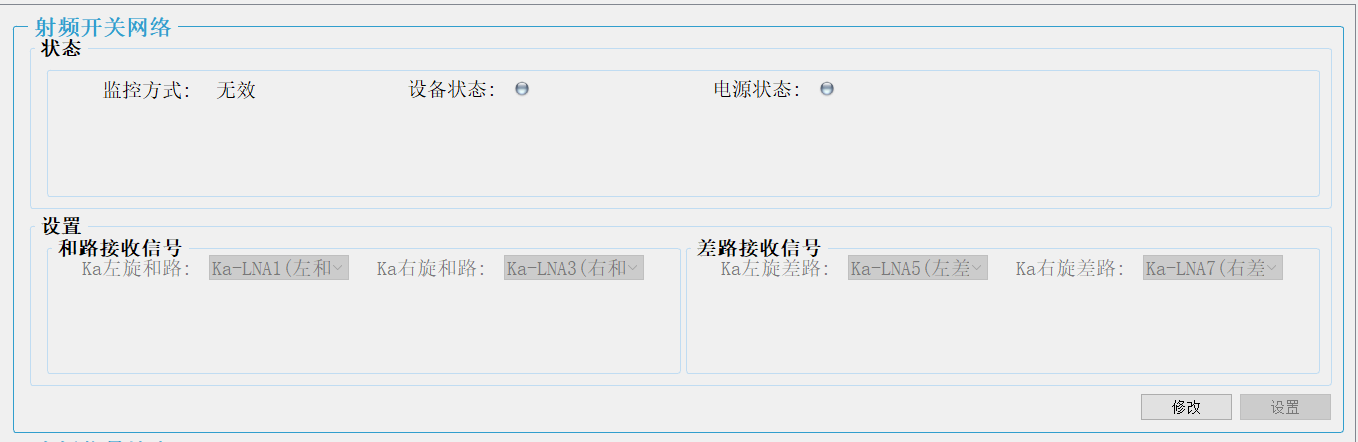 射频开关网络
状态
监控方式: 无效 设备状态: 电源状态:
设置
和路接收信号 差路接收信号
Ka左旋和路: Ka-LNA1(左和 Ka右旋和路: Ka-LNA3(右和 Ka左旋差路: Ka-LNA5(左差 Ka右旋差路: Ka-LNA7(右差
修改 设置